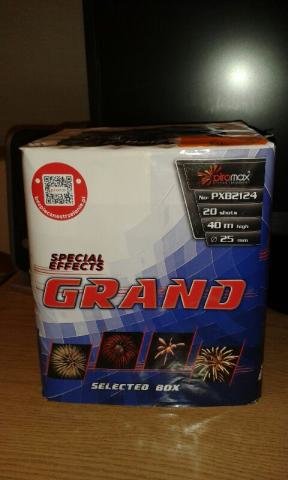 piromax
No: PXB2124
20 shots
40 m high
Ø 25 mm
SPECIAL
EFFECTS
GRAND
SELECTED BOX